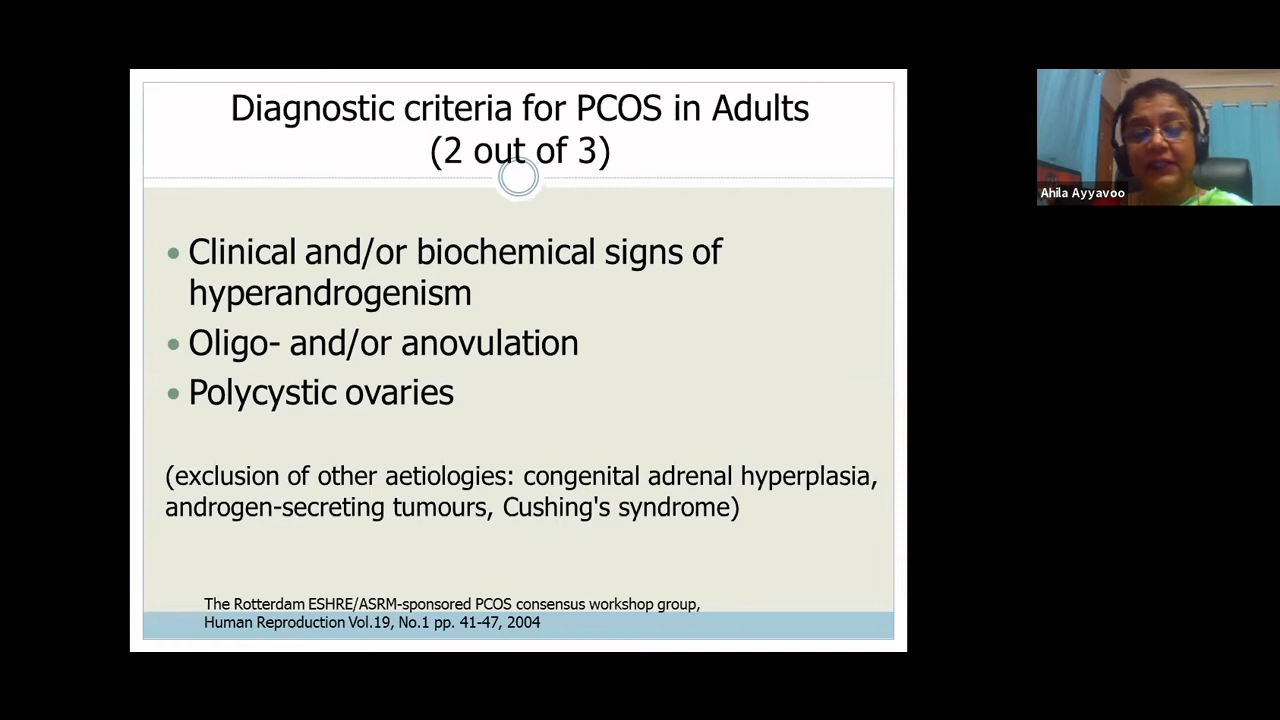 Diagnostic criteria for PCOS in Adults
(2 out of 3)
• Clinical and/or biochemical signs of
hyperandrogenism
• Oligo- and/or anovulation
• Polycystic ovaries
(exclusion of other aetiologies: congenital adrenal hyperplasia,
androgen-secreting tumours, Cushing's syndrome)
The Rotterdam ESHRE/ASRM-sponsored PCOS consensus workshop group,
Human Reproduction Vol.19, No.1 pp. 41-47, 2004
Ahila Ayyavoo